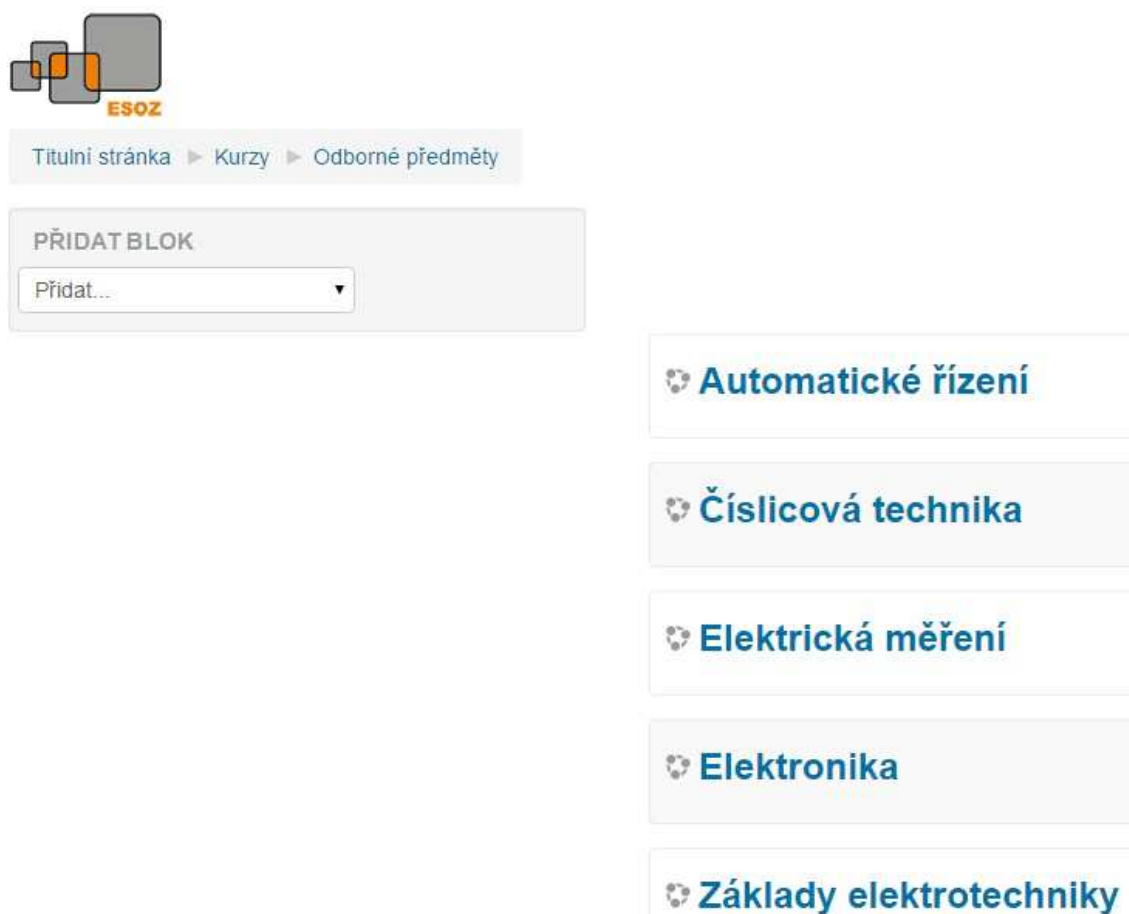 ESOZ
Titulní stránka ▶ Kurzy ▶ Odborné předměty
PŘIDAT BLOK
Přidat...
Automatické řízení
Číslicová technika
Elektrická měření
Elektronika
Základy elektrotechniky